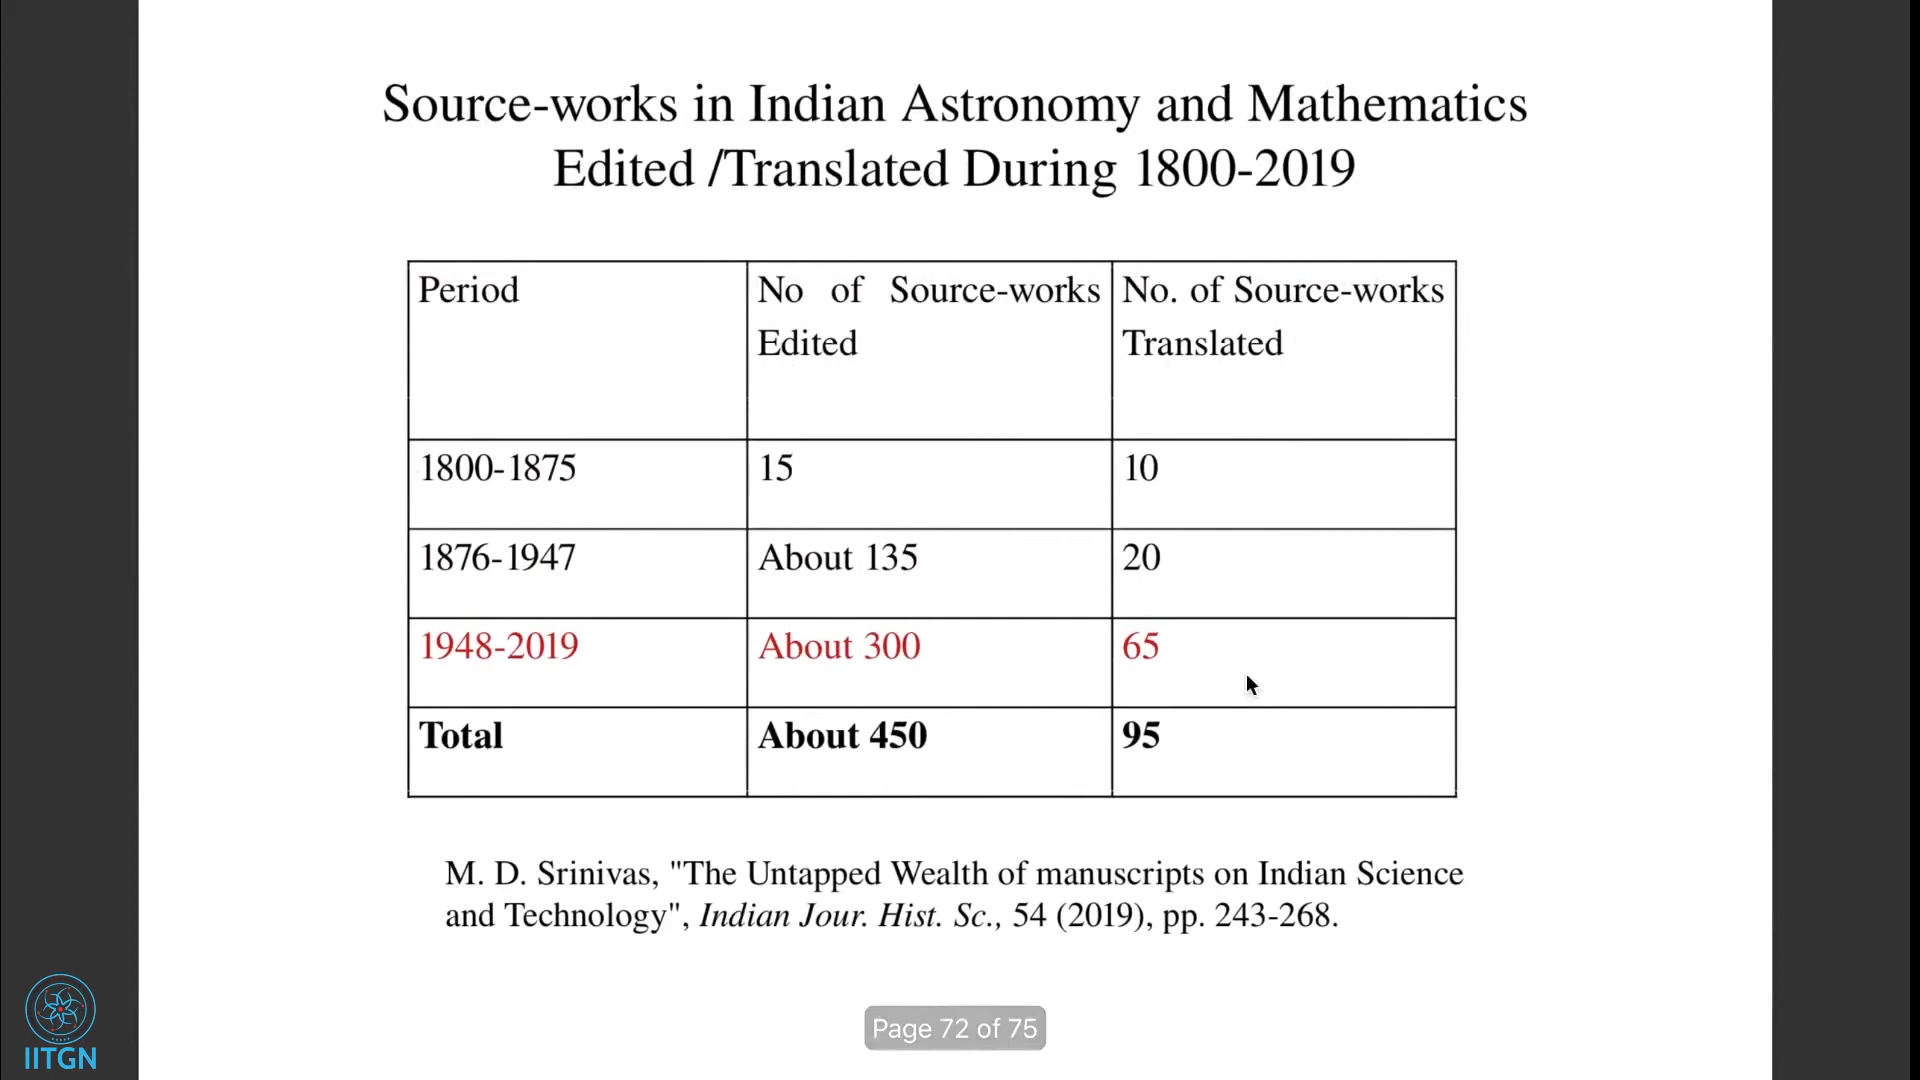 Source-works in Indian Astronomy and Mathematics
Edited /Translated During 1800-2019
Period
No of Source-works
Edited
No. of Source-works
Translated
1800-1875
15
10
1876-1947
About 135
20
1948-2019
About 300
65
Total
About 450
95
M. D. Srinivas, "The Untapped Wealth of manuscripts on Indian Science
and Technology", Indian Jour. Hist. Sc., 54 (2019), pp. 243-268.
Page 72 of 75
IITGN